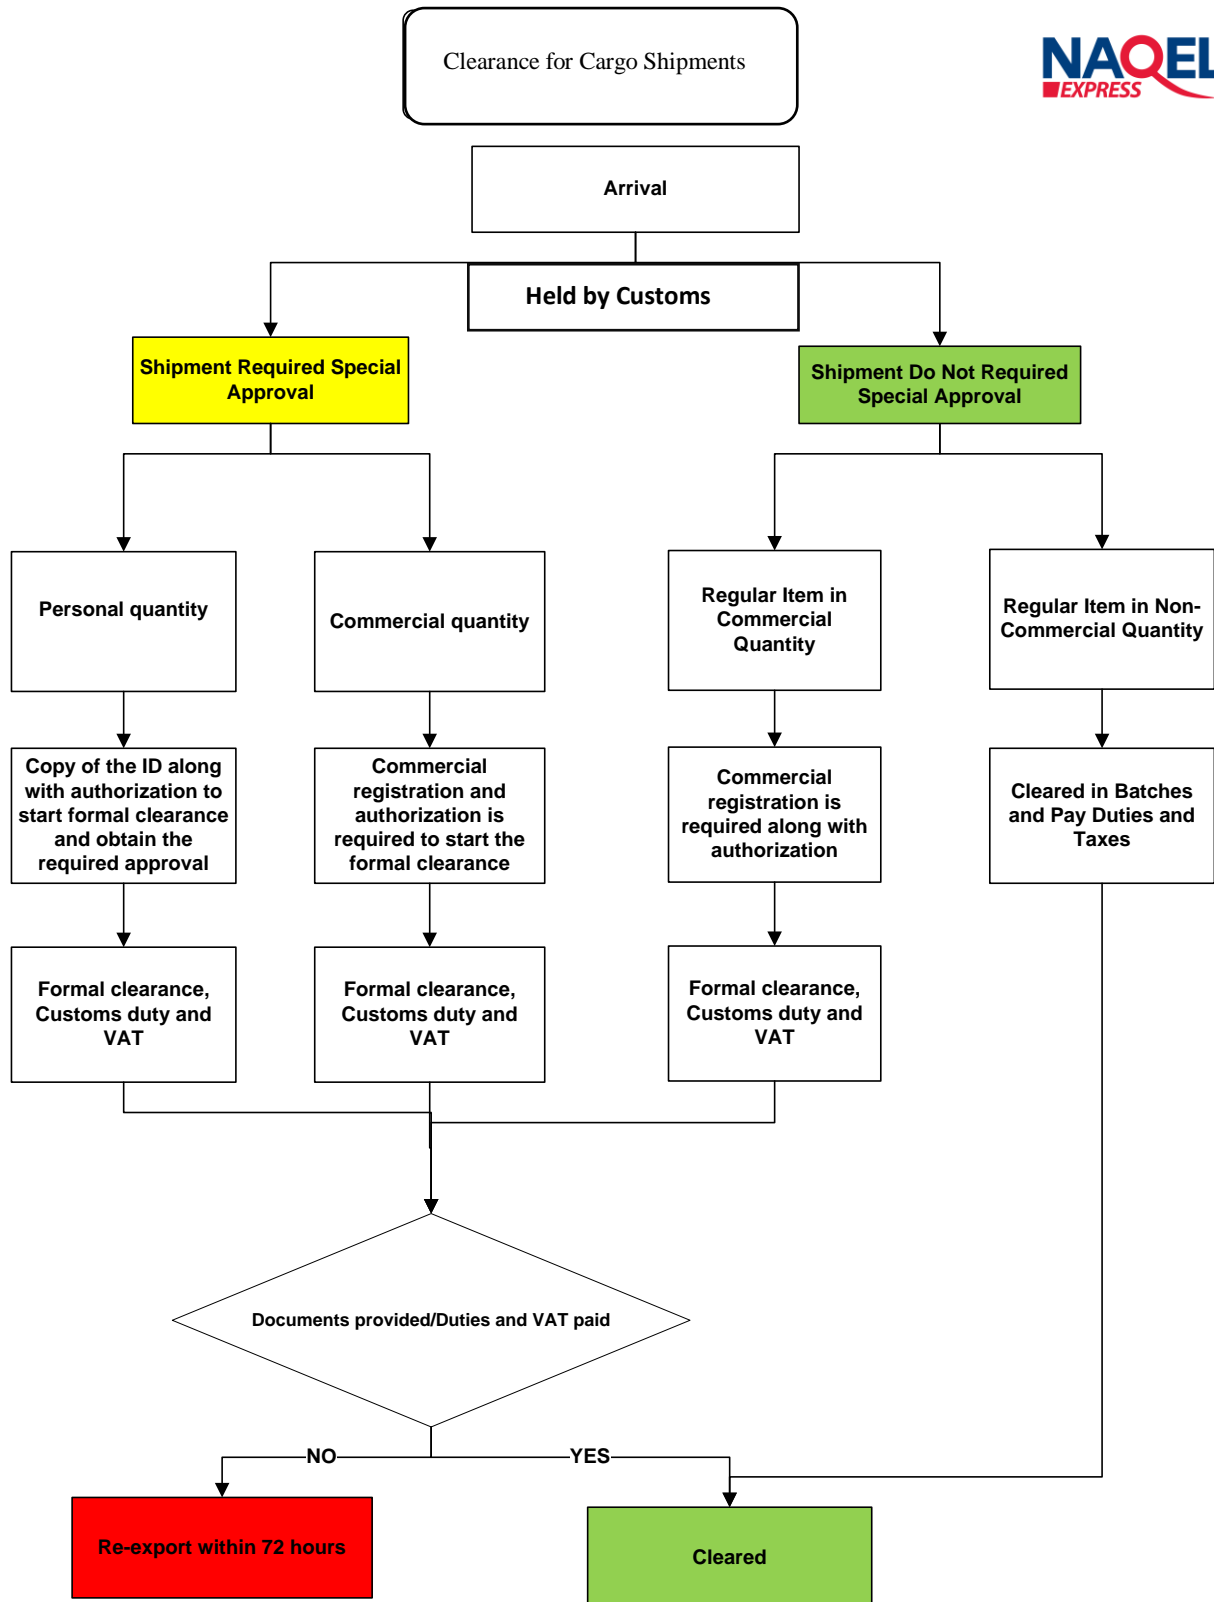 Clearance for Cargo Shipments
NAQEL
EXPRESS
Arrival
Held by Customs
Shipment Required Special
Approval
Shipment Do Not Required
Special Approval
Personal quantity
Commercial quantity
Regular Item in
Commercial
Quantity
Regular Item in Non-
Commercial Quantity
Copy of the ID along
with authorization to
start formal clearance
and obtain the
required approval
Commercial
registration and
authorization is
required to start the
formal clearance
Commercial
registration is
required along with
authorization
Cleared in Batches
and Pay Duties and
Taxes
Formal clearance,
Customs duty and
VAT
Formal clearance,
Customs duty and
VAT
Formal clearance,
Customs duty and
VAT
Documents provided/Duties and VAT paid
NO
YES
Re-export within 72 hours
Cleared